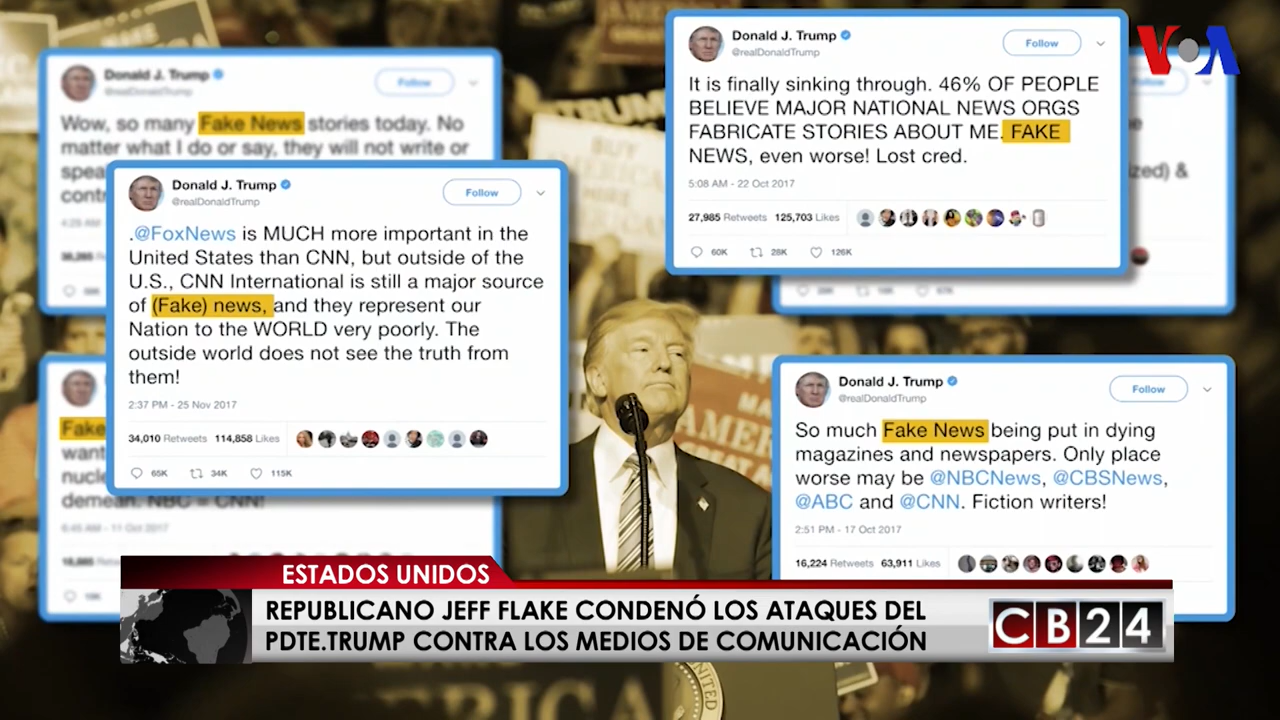 Donald J. Trump
@realDonaldTrump
Follow
Wow, so many Fake News stories today. No
matter what I do or say, they will not write or
Donald J. Trump
@realDonaldTrump
Follow
.@FoxNews is MUCH more important in the
United States than CNN, but outside of the
U.S., CNN International is still a major source
of (Fake) news, and they represent our
Nation to the WORLD very poorly. The
outside world does not see the truth from
them!
2:37 PM - 25 Nov 2017
34,010 Retweets 114,858 Likes
65K 34K 115K
Fake
want
nucle
demean. NBC = CNN!
6:45 AM - 11 Oct 2017
Donald J. Trump
@realDonaldTrump
Follow
It is finally sinking through. 46% OF PEOPLE
BELIEVE MAJOR NATIONAL NEWS ORGS
FABRICATE STORIES ABOUT ME. FAKE
NEWS, even worse! Lost cred.
5:08 AM - 22 Oct 2017
27,985 Retweets 125,703 Likes
60K 28K 126K
VOA
Donald J. Trump
@realDonaldTrump
Follow
So much Fake News being put in dying
magazines and newspapers. Only place
worse may be @NBCNews, @CBSNews,
@ABC and @CNN. Fiction writers!
2:51 PM - 17 Oct 2017
16,224 Retweets 63,911 Likes
ESTADOS UNIDOS
REPUBLICANO JEFF FLAKE CONDENÓ LOS ATAQUES DEL
PDTE.TRUMP CONTRA LOS MEDIOS DE COMUNICACIÓN
CB24